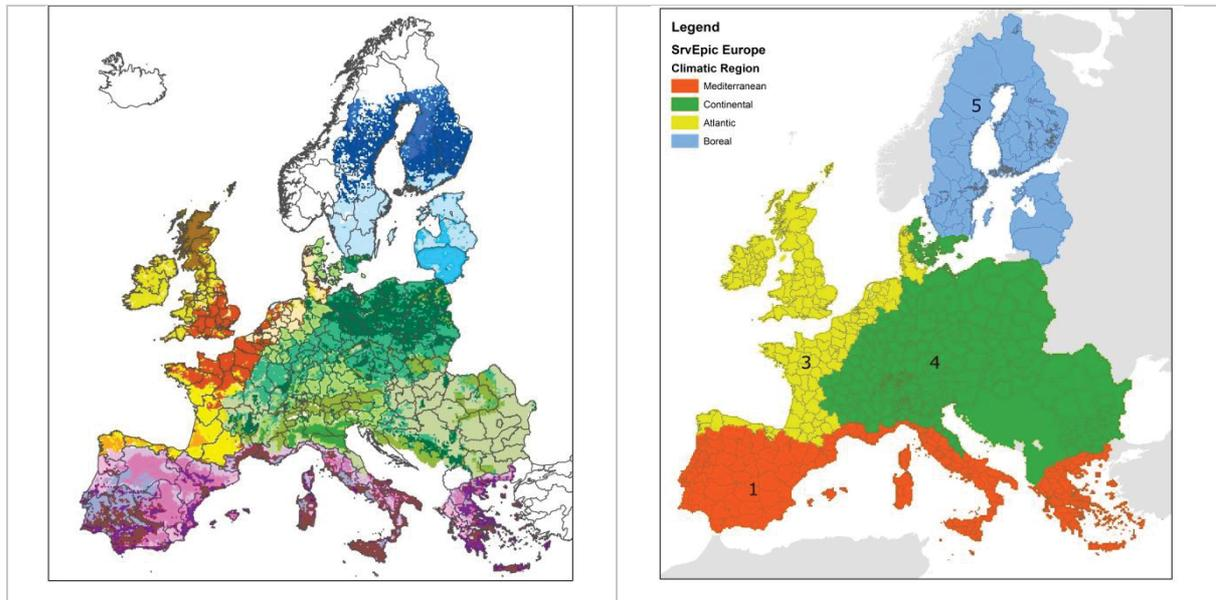 Legend
SrvEpic Europe
Climatic Region
Mediterranean
Continental
Atlantic
Boreal
5
3
4
1